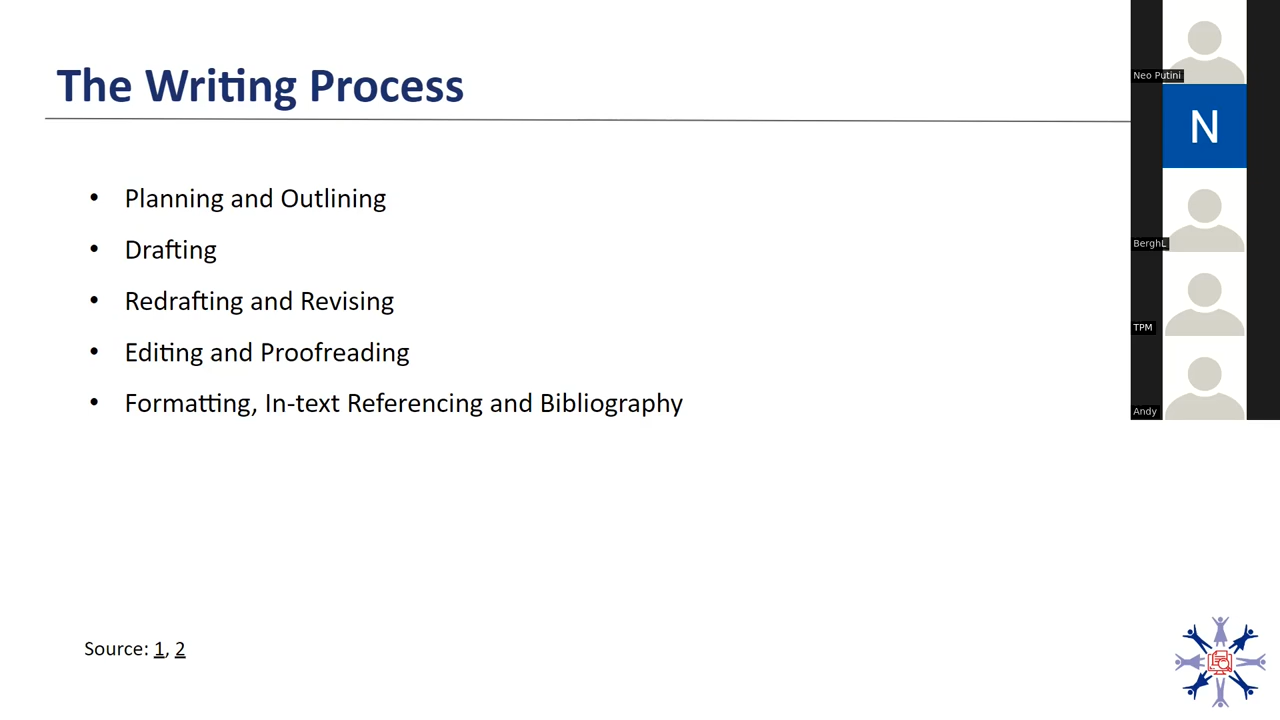 The Writing Process
• Planning and Outlining
• Drafting
• Redrafting and Revising
• Editing and Proofreading
• Formatting, In-text Referencing and Bibliography
Source: 1, 2
Neo Putini
N
BerghL
TPM
Andy